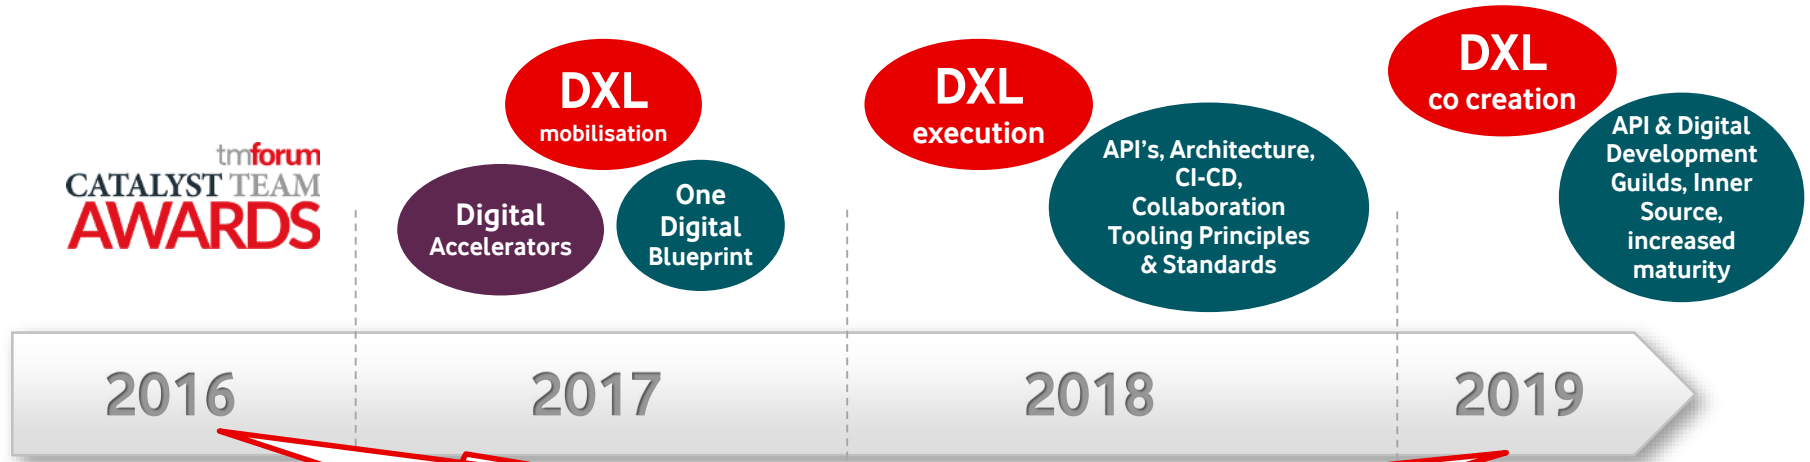 tmforum
CATALYST TEAM
AWARDS
DXL
mobilisation
Digital
Accelerators
One
Digital
Blueprint
DXL
execution
API's, Architecture,
CI-CD,
Collaboration
Tooling Principles
& Standards
DXL
co creation
API & Digital
Development
Guilds, Inner
Source,
increased
maturity
2016
2017
2018
2019